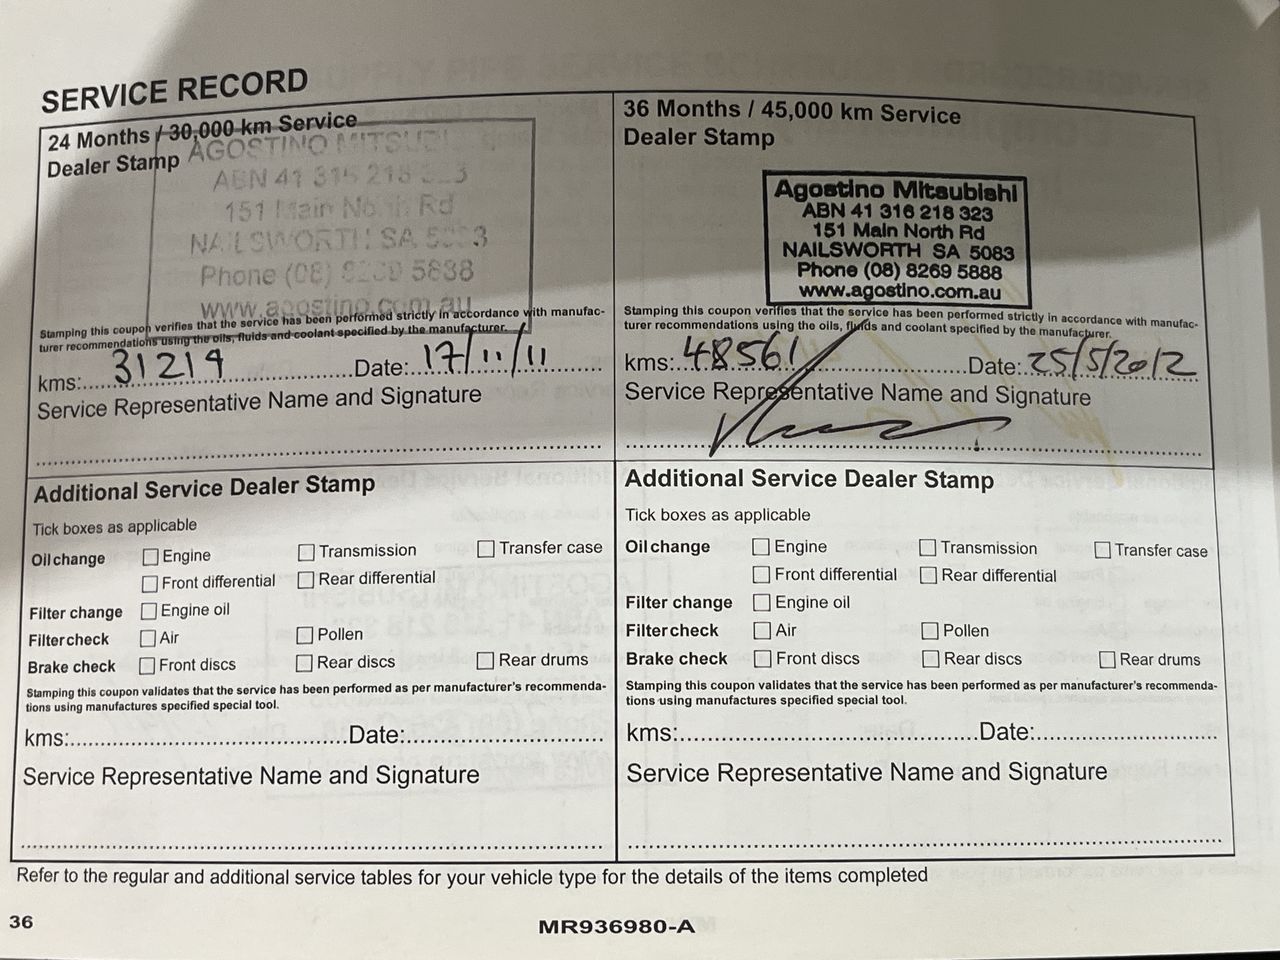 SERVICE RECORD
24 Months / 30,000 km Service
Dealer Stamp
AGOSTINO MITSUBI
ABN 41 316 218 323
151 Main North Rd
NAILSWORTH SA 5083
Phone (08) 5888
www.agostino.com.au
Stamping this coupon verifies that the service has been performed strictly in accordance with manufac-
turer recommendations using the oils, fluids and coolant specified by the manufacturer.
kms: 31219 Date: 17/11/11
Service Representative Name and Signature
Additional Service Dealer Stamp
Tick boxes as applicable
Oil change Engine Transmission Transfer case
Front differential Rear differential
Filter change Engine oil
Filter check Air Pollen
Brake check Front discs Rear discs Rear drums
Stamping this coupon validates that the service has been performed as per manufacturer's recommenda-
tions using manufactures specified special tool.
kms: Date:
Service Representative Name and Signature
36 Months / 45,000 km Service
Dealer Stamp
Agostino Mitsubishi
ABN 41 316 218 323
151 Main North Rd
NAILSWORTH SA 5083
Phone (08) 8269 5888
www.agostino.com.au
Stamping this coupon verifies that the service has been performed strictly in accordance with manufac-
turer recommendations using the oils, fluids and coolant specified by the manufacturer.
kms: 48561 Date: 25/5/2012
Service Representative Name and Signature
Additional Service Dealer Stamp
Tick boxes as applicable
Oil change Engine Transmission Transfer case
Front differential Rear differential
Filter change Engine oil
Filter check Air Pollen
Brake check Front discs Rear discs Rear drums
Stamping this coupon validates that the service has been performed as per manufacturer's recommenda-
tions using manufactures specified special tool.
kms: Date:
Service Representative Name and Signature
Refer to the regular and additional service tables for your vehicle type for the details of the items completed
36
MR936980-A